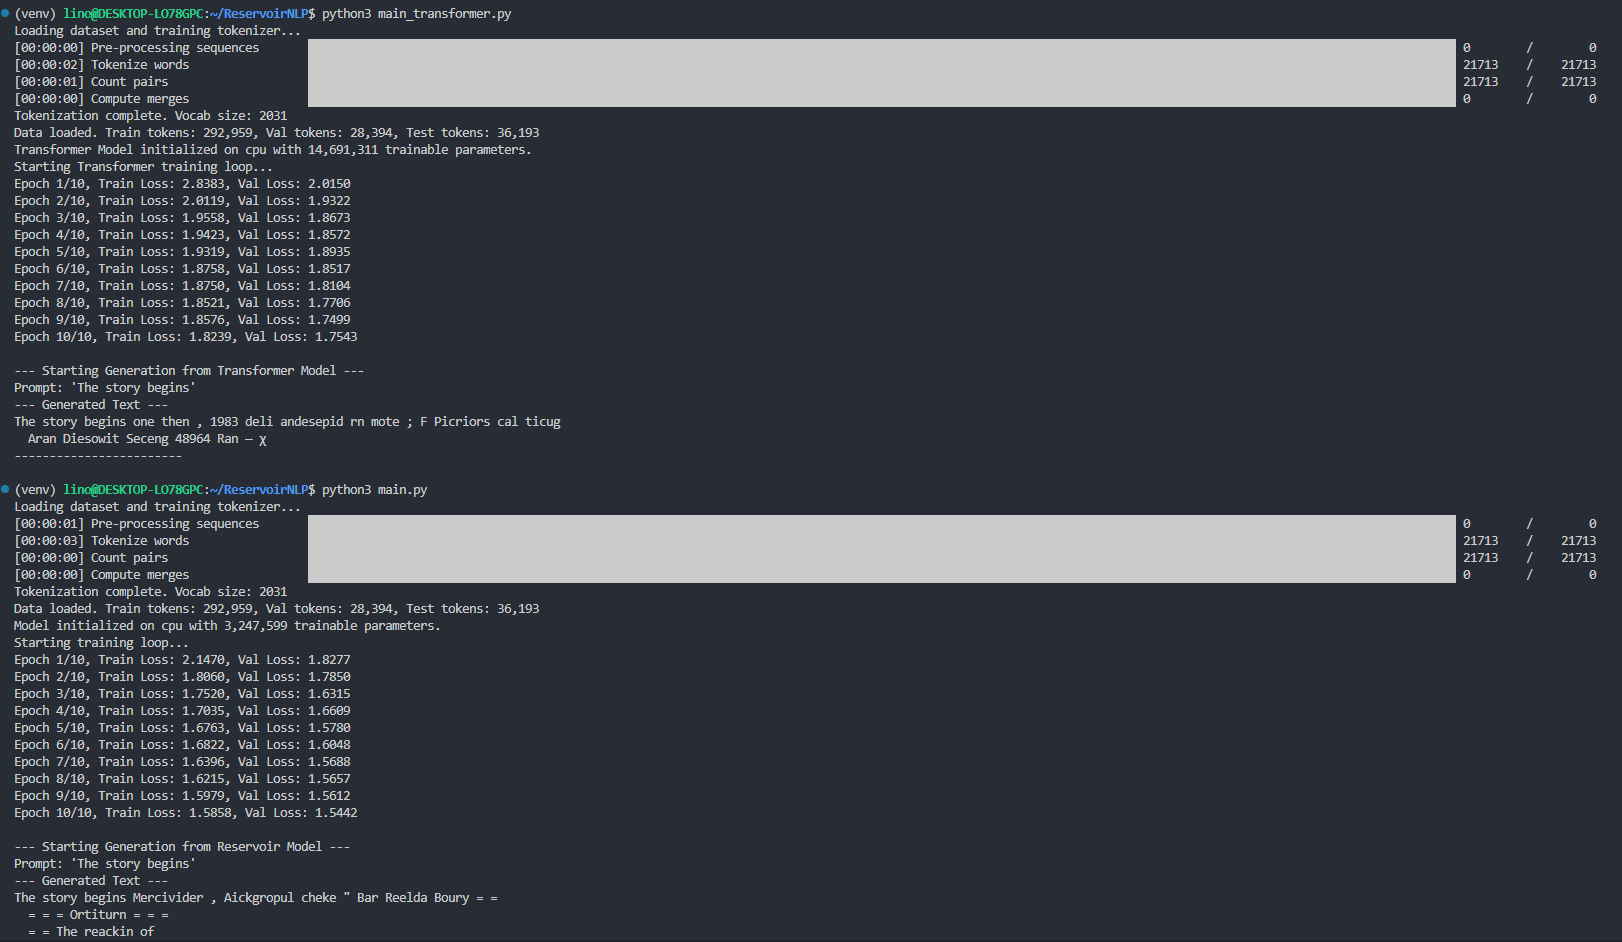 (venv) lino@DESKTOP-LO78GPC:~/ReservoirNLP$ python3 main_transformer.py
Loading dataset and training tokenizer...
[00:00:00] Pre-processing sequences 0 / 0
[00:00:02] Tokenize words 21713 / 21713
[00:00:01] Count pairs 21713 / 21713
[00:00:00] Compute merges 0 / 0
Tokenization complete. Vocab size: 2031
Data loaded. Train tokens: 292,959, Val tokens: 28,394, Test tokens: 36,193
Transformer Model initialized on cpu with 14,691,311 trainable parameters.
Starting Transformer training loop...
Epoch 1/10, Train Loss: 2.8383, Val Loss: 2.0150
Epoch 2/10, Train Loss: 2.0119, Val Loss: 1.9322
Epoch 3/10, Train Loss: 1.9558, Val Loss: 1.8673
Epoch 4/10, Train Loss: 1.9423, Val Loss: 1.8572
Epoch 5/10, Train Loss: 1.9319, Val Loss: 1.8935
Epoch 6/10, Train Loss: 1.8758, Val Loss: 1.8517
Epoch 7/10, Train Loss: 1.8750, Val Loss: 1.8104
Epoch 8/10, Train Loss: 1.8521, Val Loss: 1.7706
Epoch 9/10, Train Loss: 1.8576, Val Loss: 1.7499
Epoch 10/10, Train Loss: 1.8239, Val Loss: 1.7543
--- Starting Generation from Transformer Model ---
Prompt: 'The story begins'
--- Generated Text ---
The story begins one then , 1983 deli andesepid rn mote ; F Picriors cal ticug
Aran Diesowit Seceng 48964 Ran – χ
------------------------
(venv) lino@DESKTOP-LO78GPC:~/ReservoirNLP$ python3 main.py
Loading dataset and training tokenizer...
[00:00:01] Pre-processing sequences 0 / 0
[00:00:03] Tokenize words 21713 / 21713
[00:00:00] Count pairs 21713 / 21713
[00:00:00] Compute merges 0 / 0
Tokenization complete. Vocab size: 2031
Data loaded. Train tokens: 292,959, Val tokens: 28,394, Test tokens: 36,193
Model initialized on cpu with 3,247,599 trainable parameters.
Starting training loop...
Epoch 1/10, Train Loss: 2.1470, Val Loss: 1.8277
Epoch 2/10, Train Loss: 1.8060, Val Loss: 1.7850
Epoch 3/10, Train Loss: 1.7520, Val Loss: 1.6315
Epoch 4/10, Train Loss: 1.7035, Val Loss: 1.6609
Epoch 5/10, Train Loss: 1.6763, Val Loss: 1.5780
Epoch 6/10, Train Loss: 1.6822, Val Loss: 1.6048
Epoch 7/10, Train Loss: 1.6396, Val Loss: 1.5688
Epoch 8/10, Train Loss: 1.6215, Val Loss: 1.5657
Epoch 9/10, Train Loss: 1.5979, Val Loss: 1.5612
Epoch 10/10, Train Loss: 1.5858, Val Loss: 1.5442
--- Starting Generation from Reservoir Model ---
Prompt: 'The story begins'
--- Generated Text ---
The story begins Mercivider , Aickgropul cheke " Bar Reelda Boury = =
= = = Ortiturn = = =
= = The reackin of